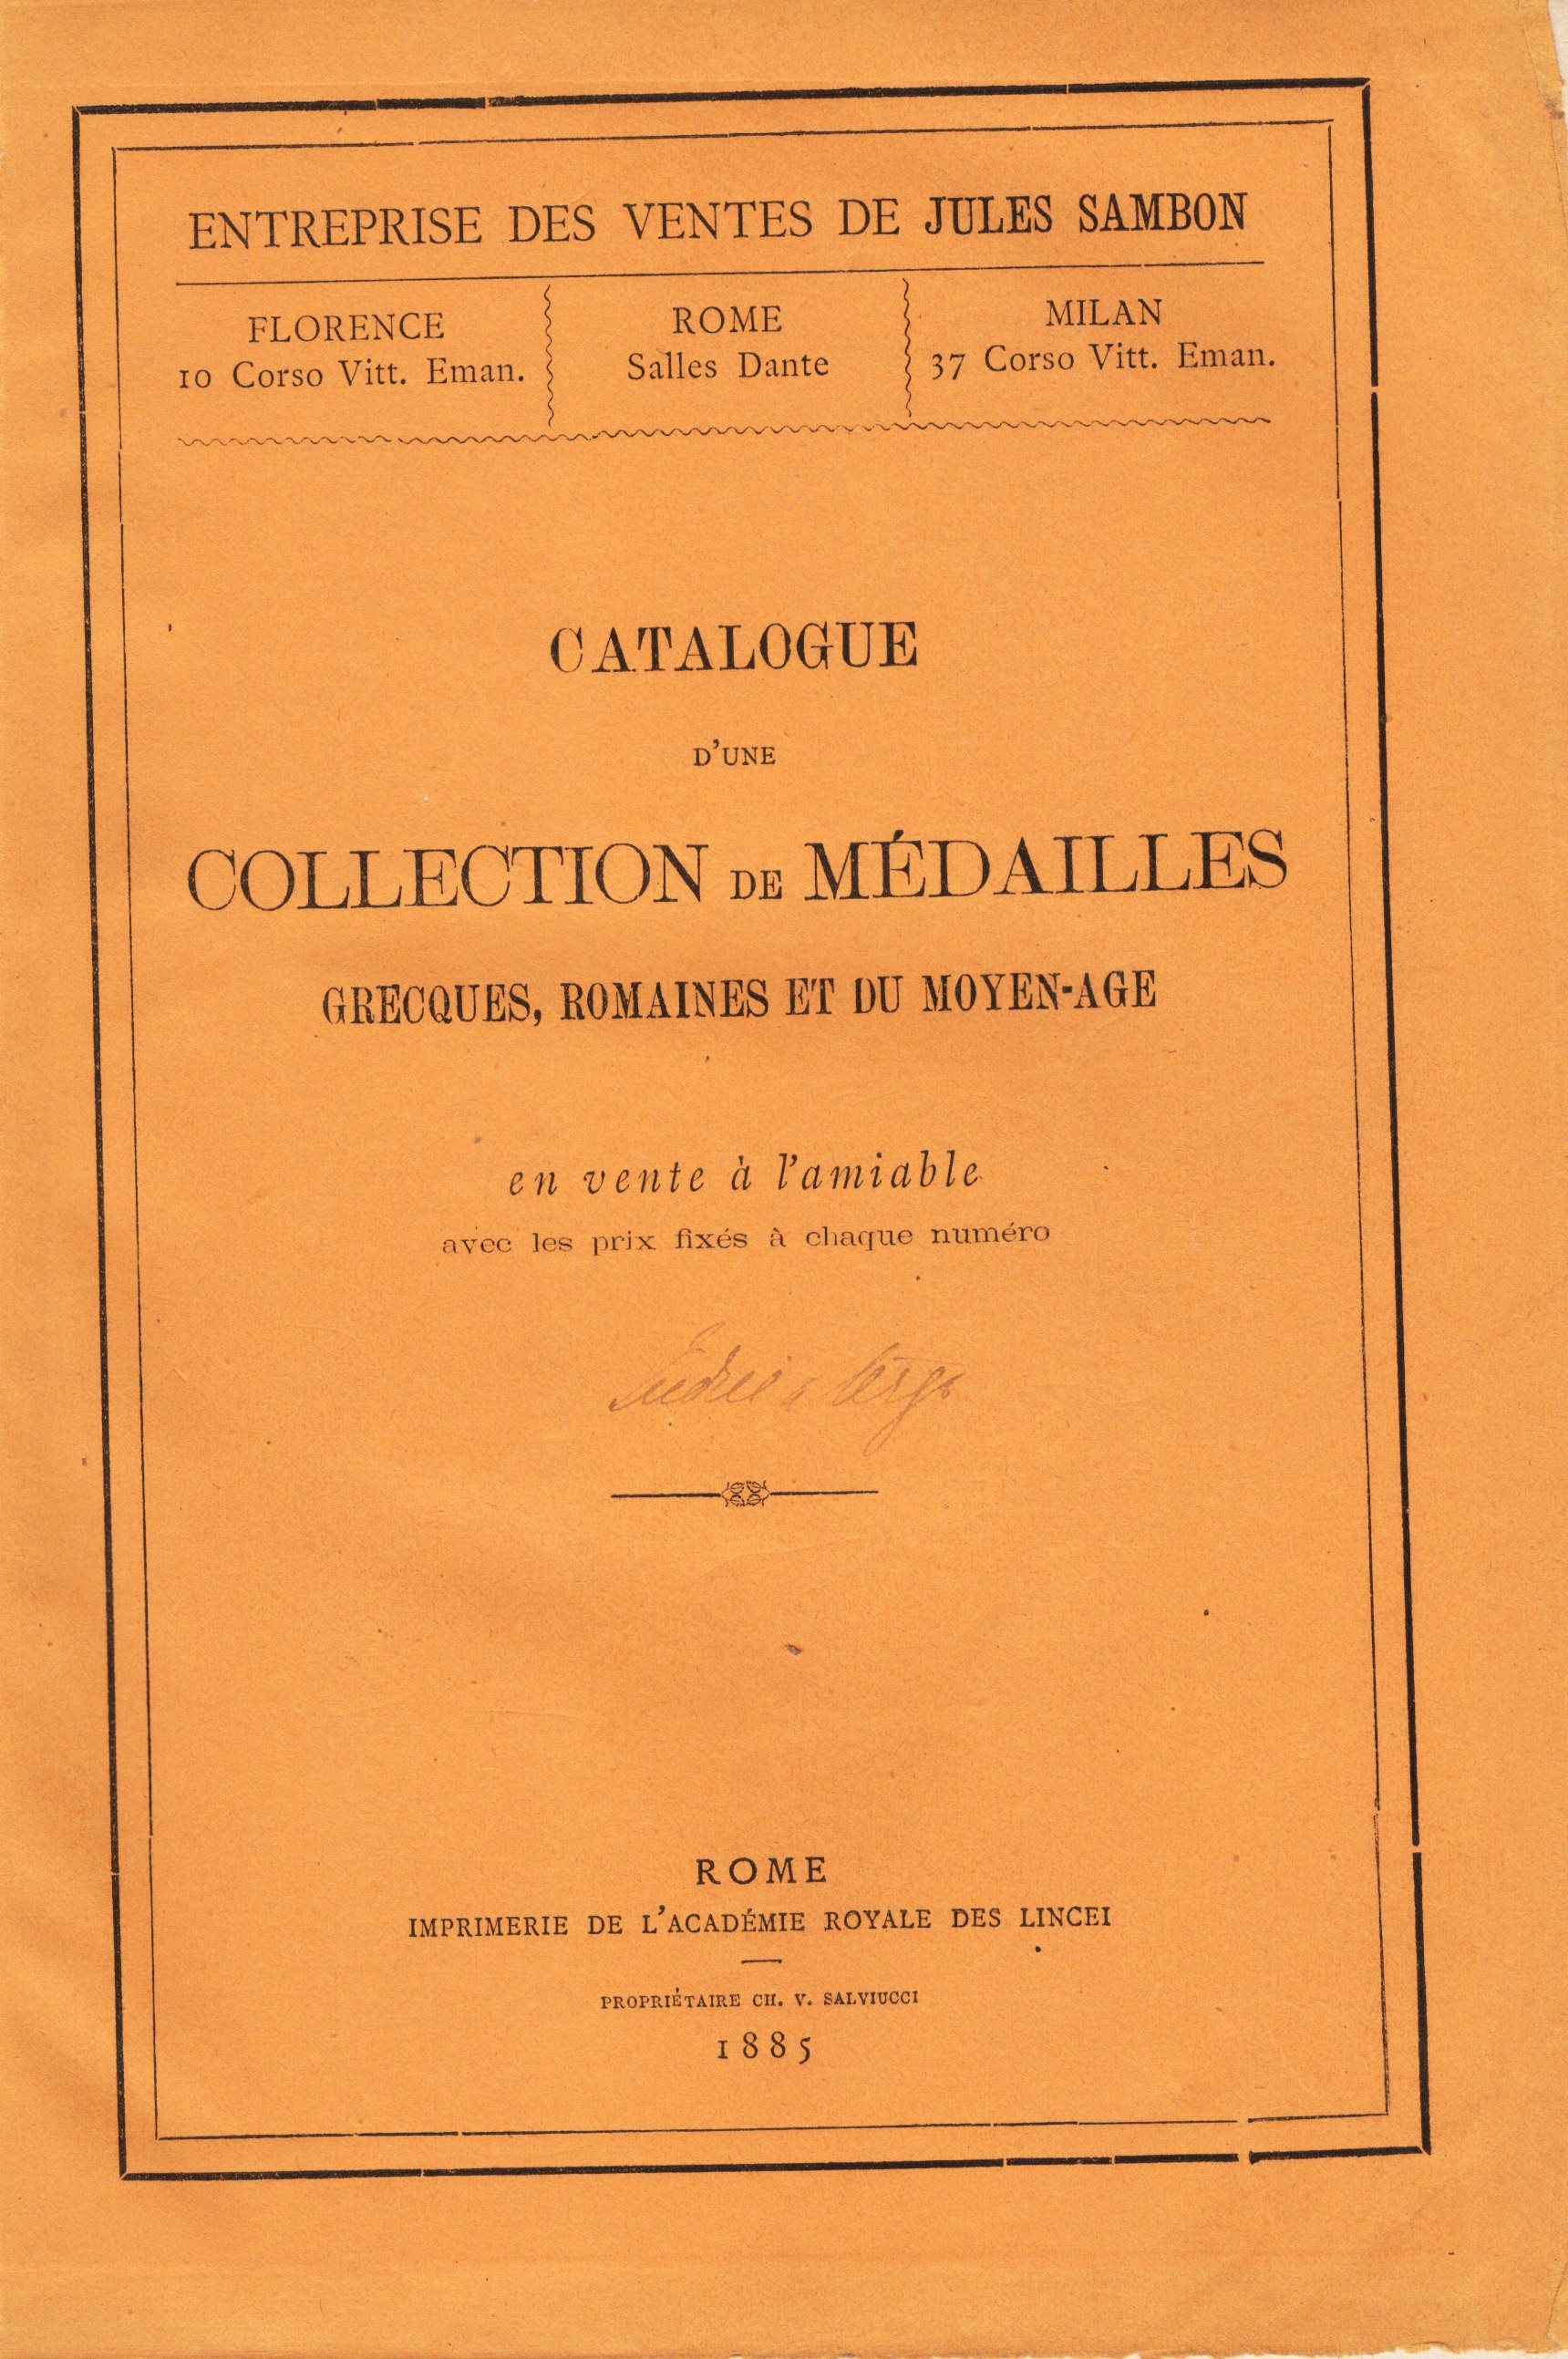 ENTREPRISE DES VENTES DE JULES SAMBON
FLORENCE
10 Corso Vitt. Eman.
ROME
Salles Dante
MILAN
37 Corso Vitt. Eman.
CATALOGUE
D'UNE
COLLECTION DE MÉDAILLES
GRECQUES, ROMAINES ET DU MOYEN-AGE
en vente à l'amiable
avec les prix fixés à chaque numéro
ROME
IMPRIMERIE DE L'ACADÉMIE ROYALE DES LINCEI
PROPRIÉTAIRE CH. V. SALVIUCCI
1885